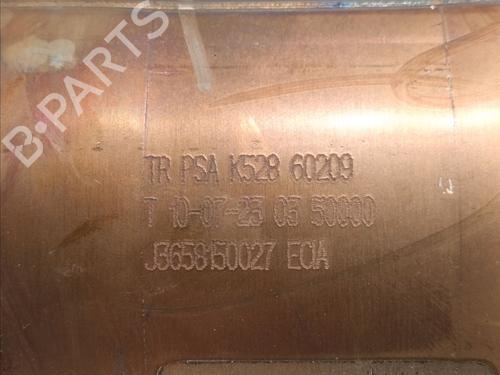 B-PARTS
TR PSA K528 60209
T 10-07-23 03 50000
J3658150027 ECIA